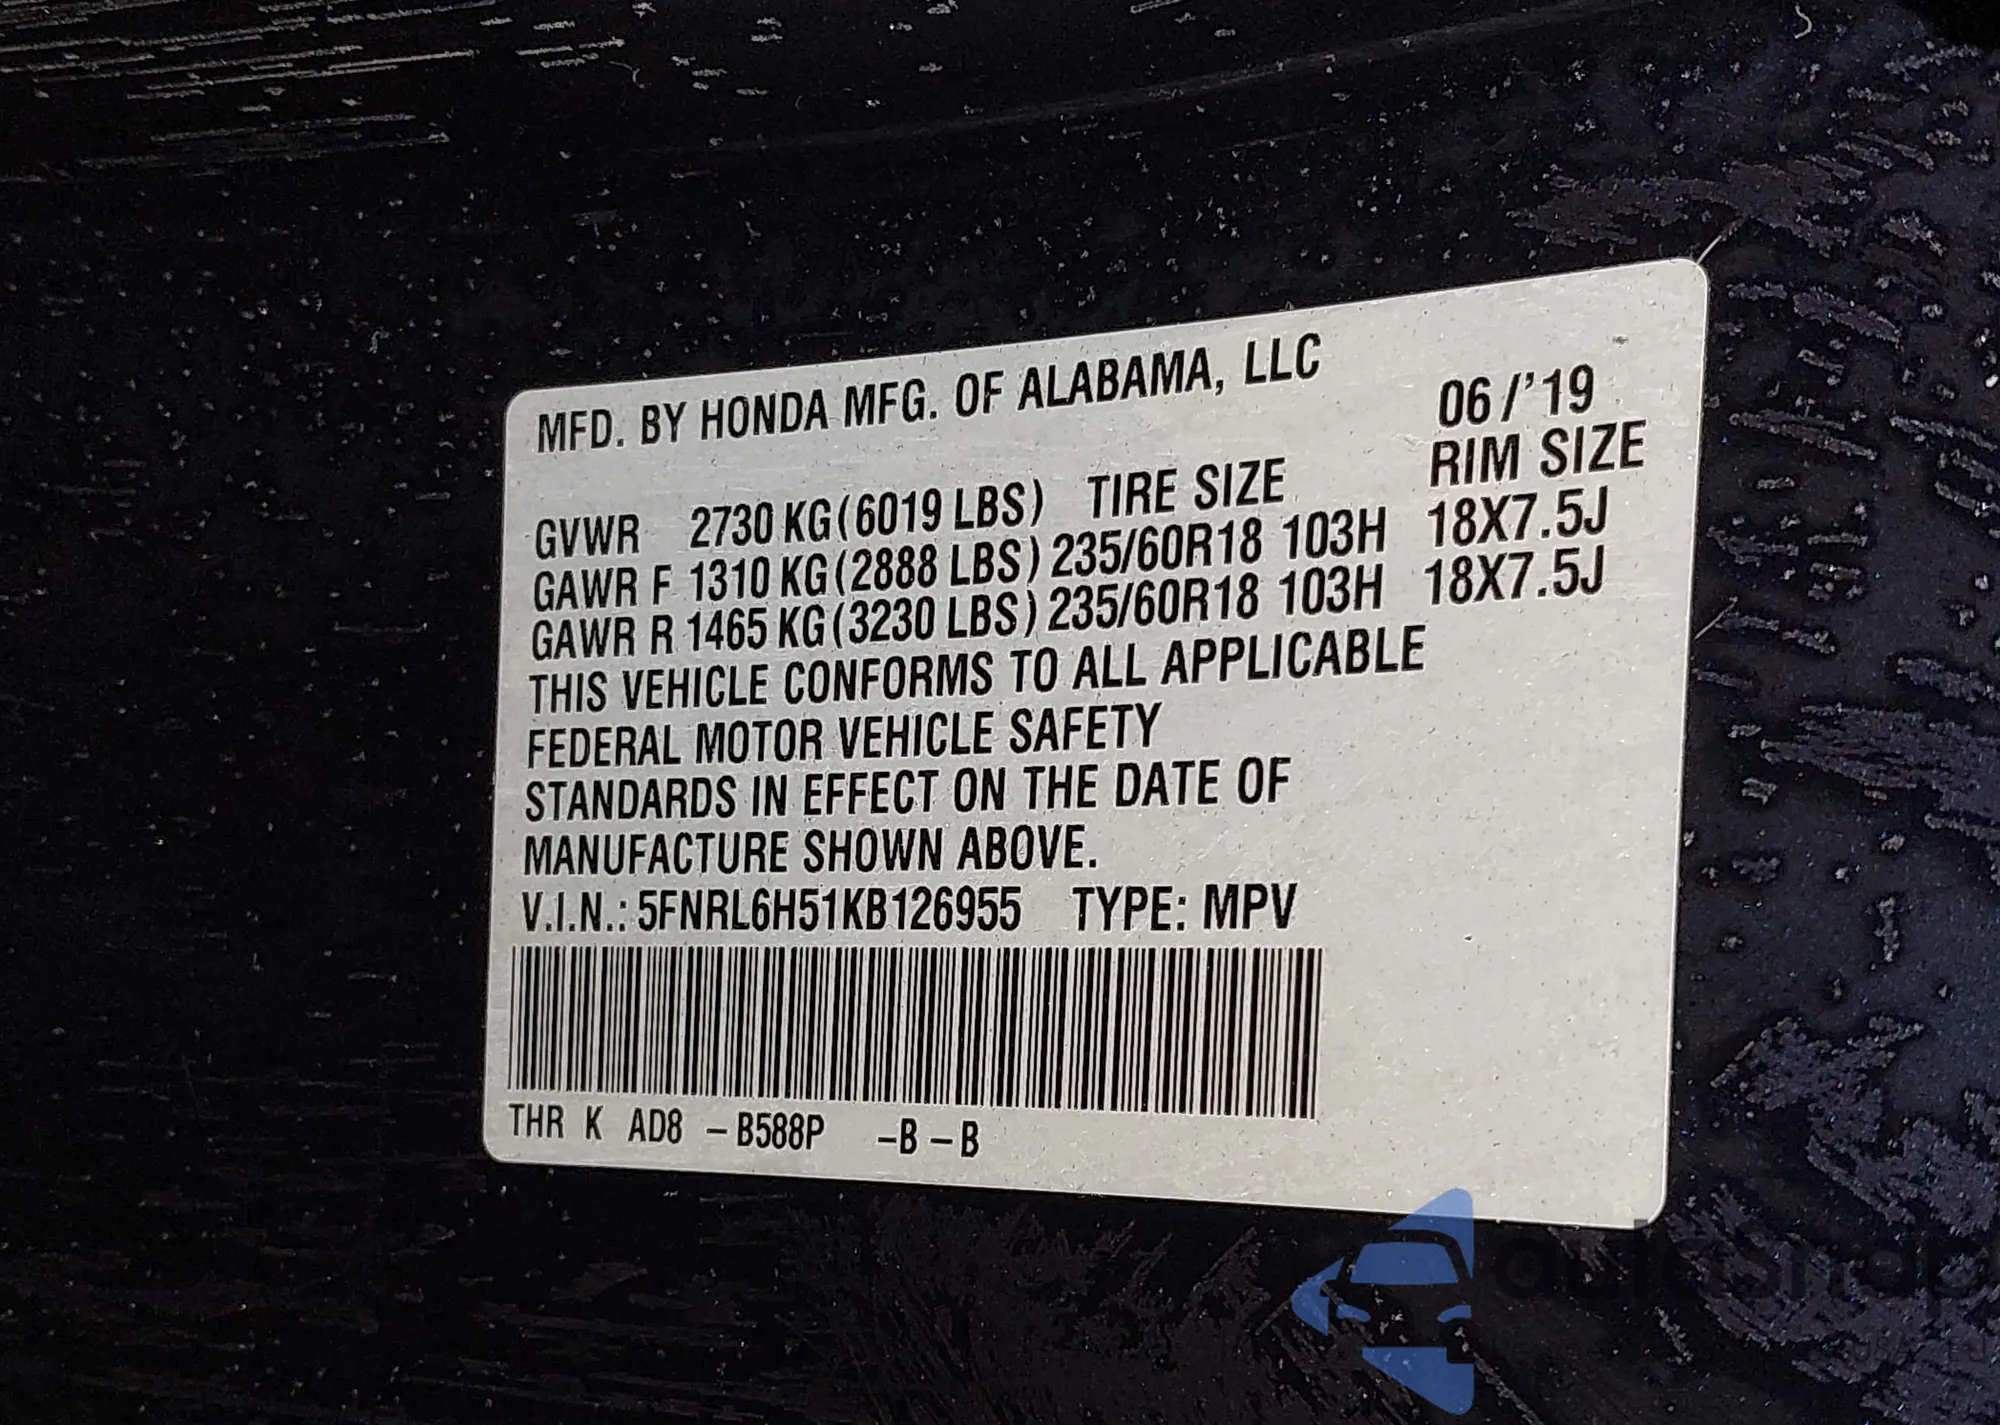 MFD. BY HONDA MFG. OF ALABAMA, LLC
06/'19
GVWR 2730 KG(6019 LBS) TIRE SIZE RIM SIZE
GAWR F 1310 KG(2888 LBS) 235/60R18 103H 18X7.5J
GAWR R 1465 KG(3230 LBS) 235/60R18 103H 18X7.5J
THIS VEHICLE CONFORMS TO ALL APPLICABLE
FEDERAL MOTOR VEHICLE SAFETY
STANDARDS IN EFFECT ON THE DATE OF
MANUFACTURE SHOWN ABOVE.
V.I.N.: 5FNRL6H51KB126955 TYPE: MPV
THR K AD8 -B588P -B-B
autosnap